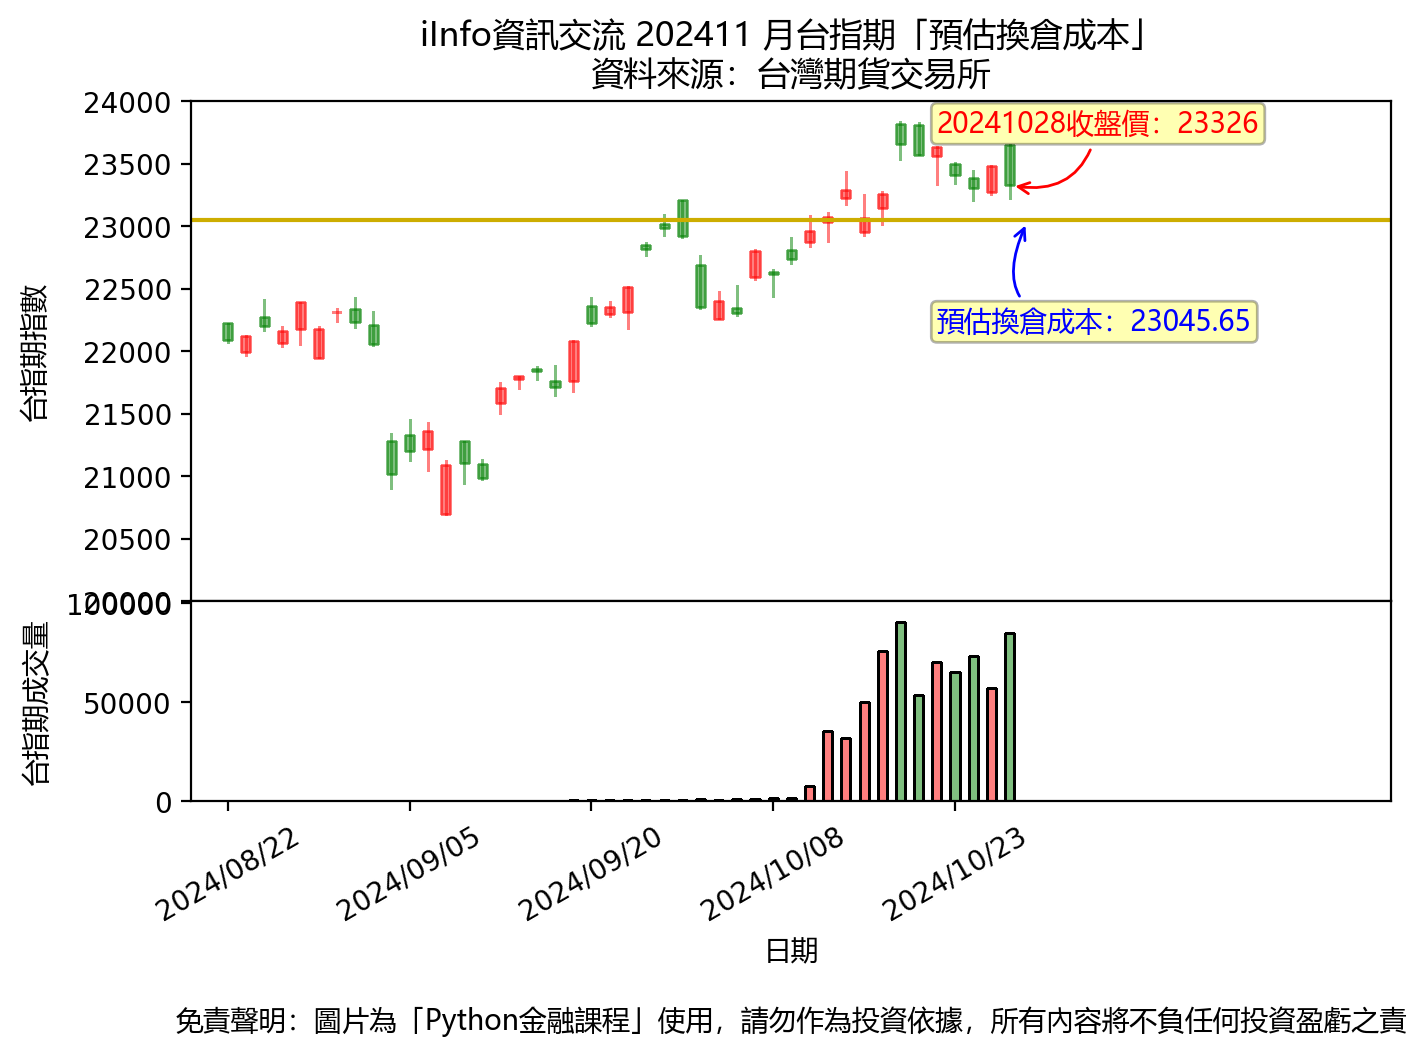 iInfo資訊交流 202411 月台指期「預估換倉成本」
資料來源：台灣期貨交易所
24000
23500
23000
22500
22000
21500
21000
20500
20000
台指期指數
20241028收盤價：23326
預估換倉成本：23045.65
100000
50000
0
台指期成交量
2024/08/22
2024/09/05
2024/09/20
2024/10/08
2024/10/23
日期
免責聲明：圖片為「Python金融課程」使用，請勿作為投資依據，所有內容將不負任何投資盈虧之責